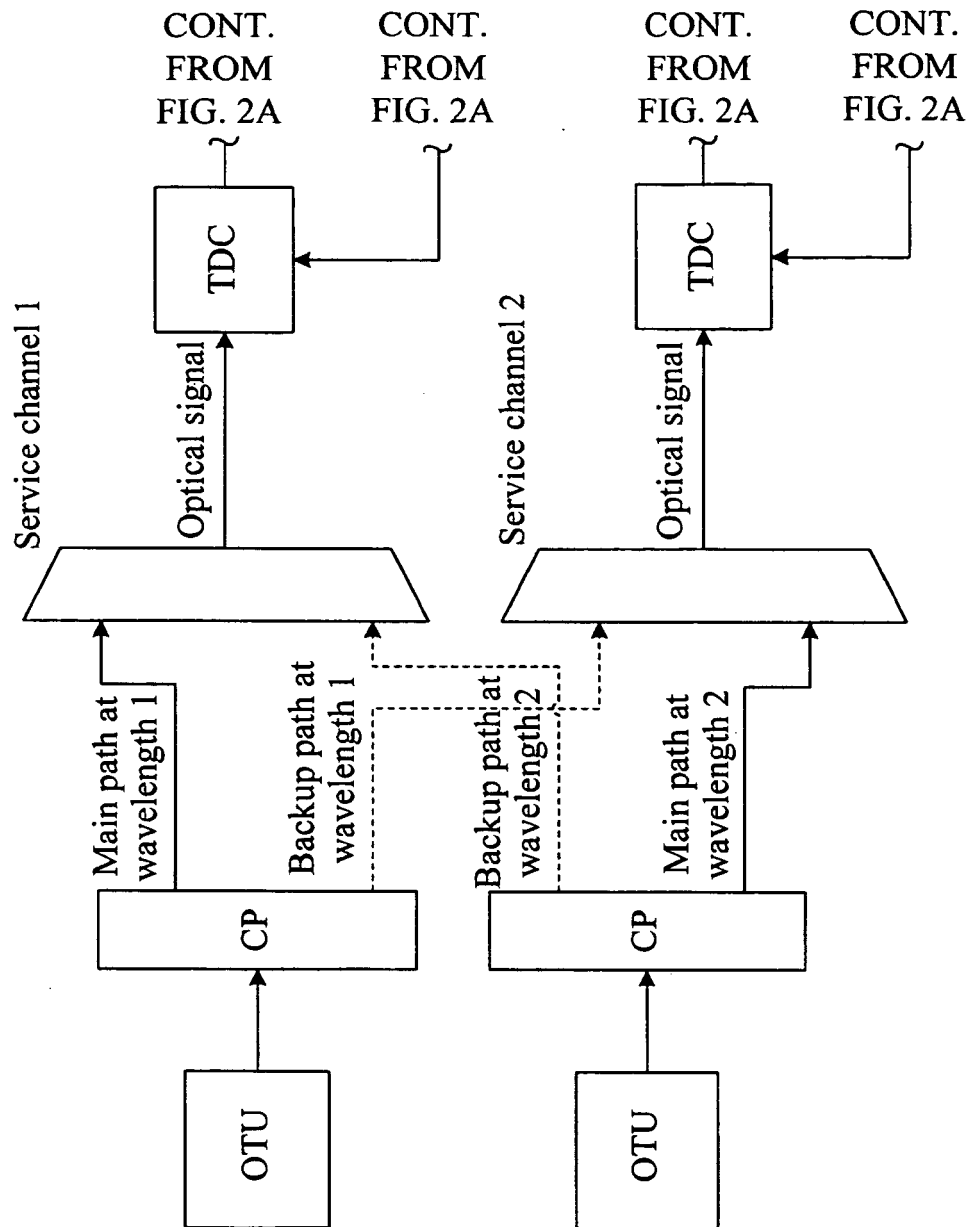 CONT.
FROM
FIG. 2A
CONT.
FROM
FIG. 2A
CONT.
FROM
FIG. 2A
CONT.
FROM
FIG. 2A
TDC
TDC
Service channel 1
Optical signal
Service channel 2
Optical signal
Main path at
wavelength 1
Backup path at
wavelength 1
Backup path at
wavelength 2
Main path at
wavelength 2
CP
CP
OTU
OTU